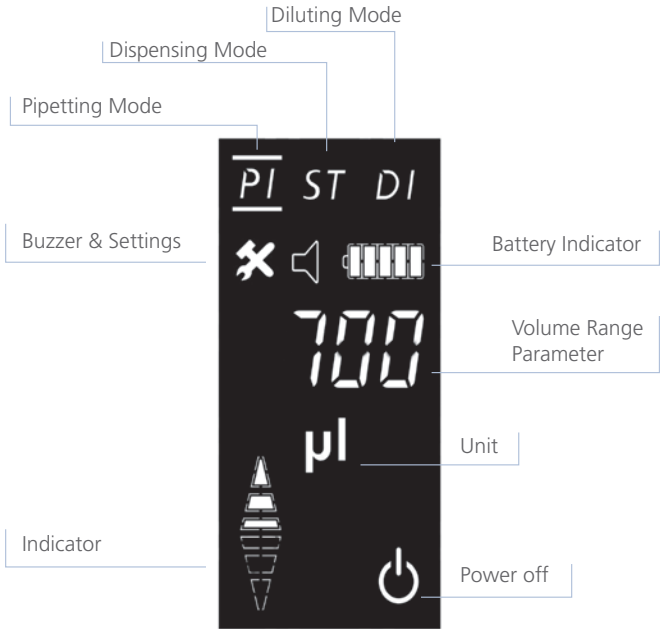 Diluting Mode
Dispensing Mode
Pipetting Mode
PI ST DI
Buzzer & Settings
Battery Indicator
700
Volume Range
Parameter
µl
Unit
Indicator
Power off